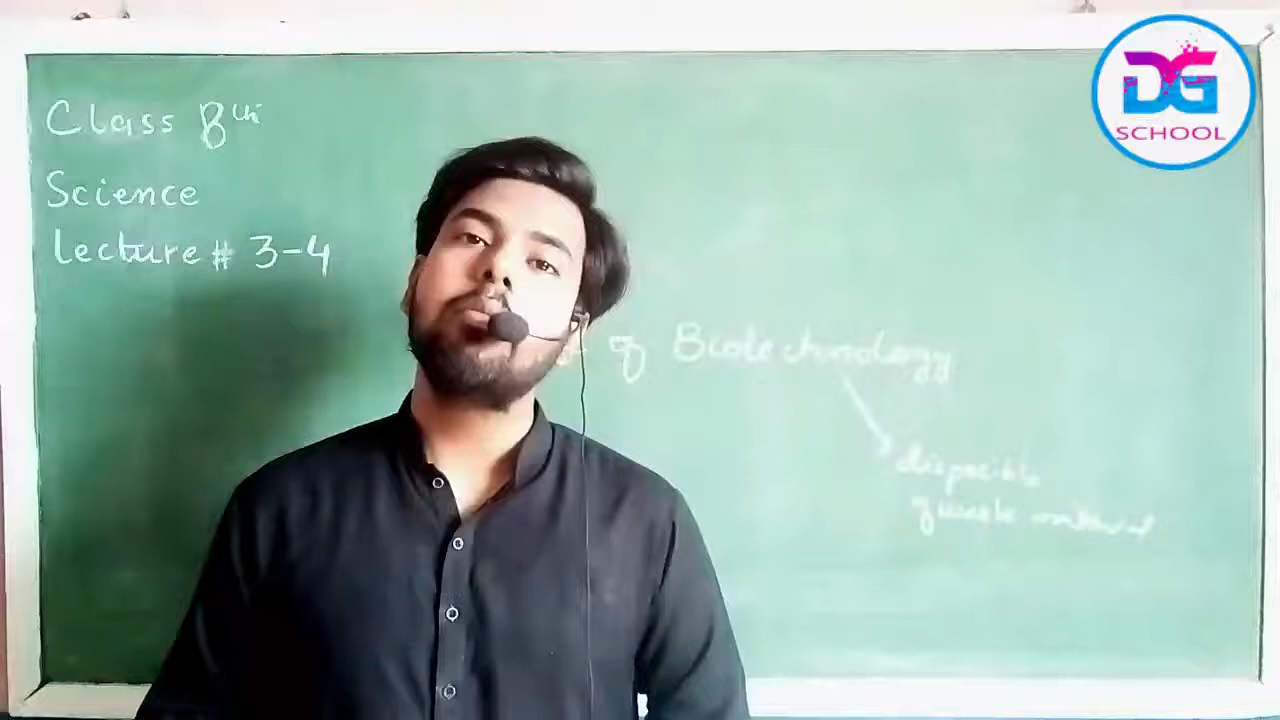 Class 8th
Science
Lecture # 3-4
DG
SCHOOL
of Biotechnology